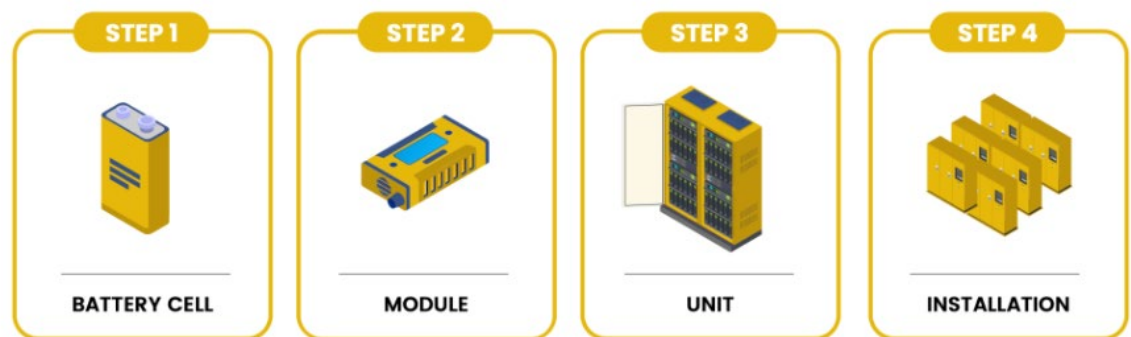 STEP 1
STEP 2
STEP 3
STEP 4
BATTERY CELL
MODULE
UNIT
INSTALLATION